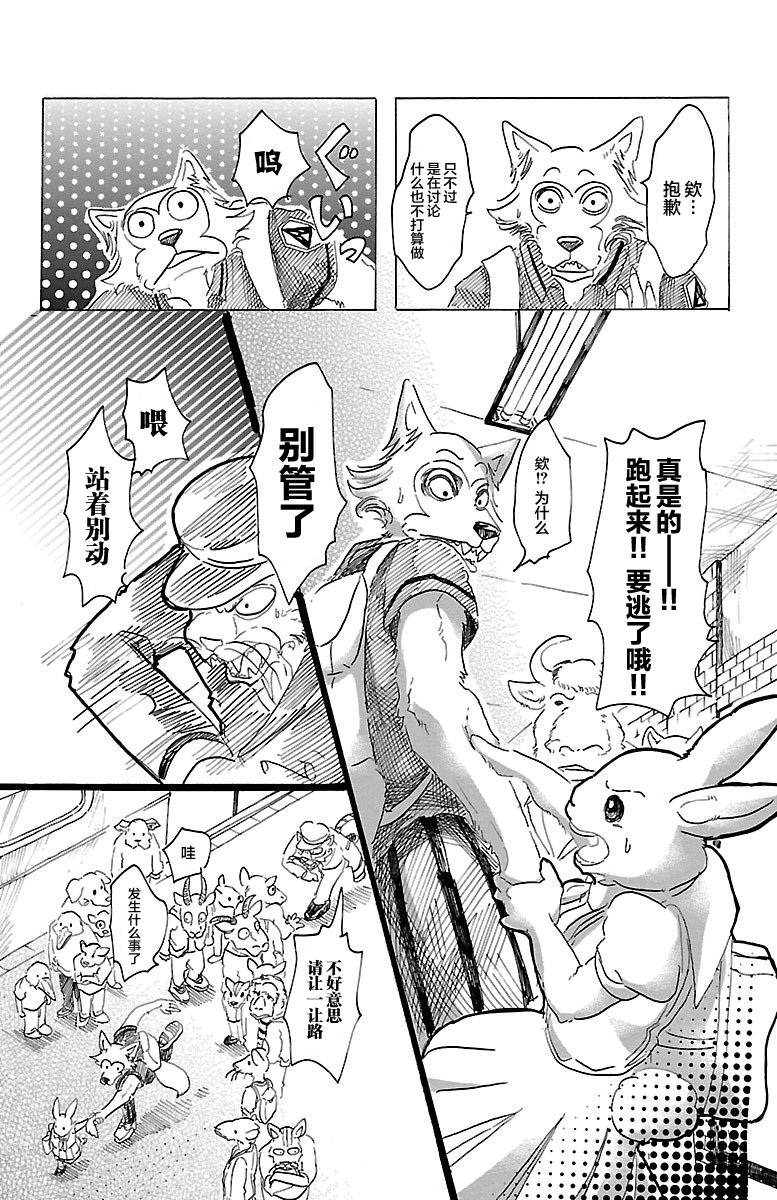 欸…
抱歉
只不过
是在讨论
什么也不打算
做
呜
真是的——!!
跑起来!! 要逃了哦!!
欸!? 为什么
别管了
喂
站着别动
不好意思
请让一让路
哇
发生什么
事了